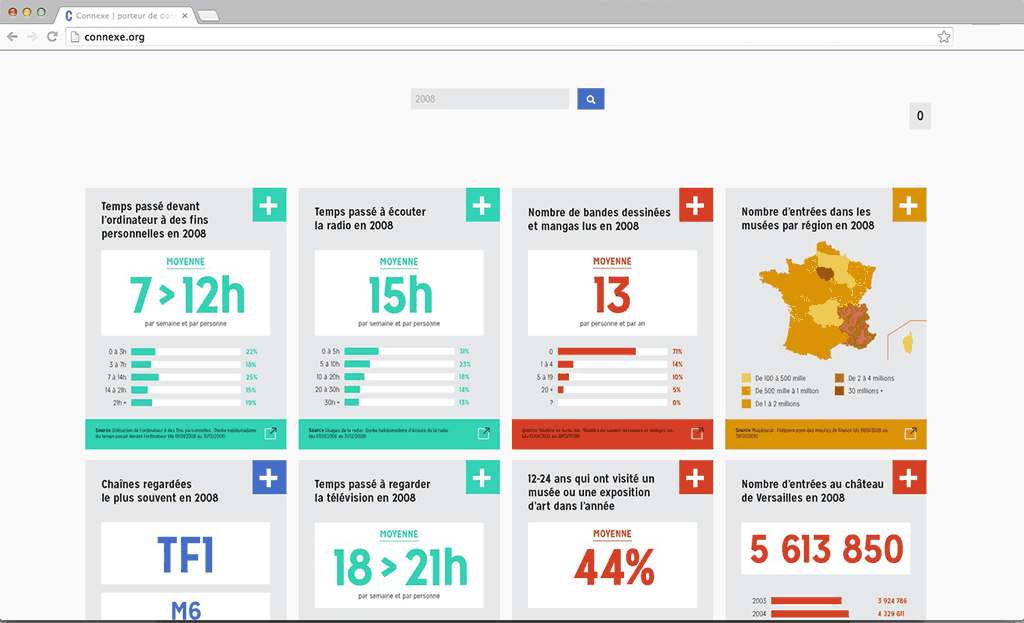 Connexe | porteur de don
connexe.org
2008
0
Temps passé devant
l'ordinateur à des fins
personnelles en 2008
MOYENNE
7 > 12h
par semaine et par personne
0 à 3h 22%
3 à 7h 18%
7 à 14h 25%
14 à 21h 15%
21h + 19%
Temps passé à écouter
la radio en 2008
MOYENNE
15h
par semaine et par personne
0 à 5h 31%
5 à 10h 23%
10 à 20h 18%
20 à 30h 14%
30h + 13%
Nombre de bandes dessinées
et mangas lus en 2008
MOYENNE
13
par personne et par an
0 71%
1 à 4 14%
5 à 19 10%
20 + 5%
? 0%
Nombre d'entrées dans les
musées par région en 2008
De 100 à 500 mille
De 500 mille à 1 million
De 1 à 2 millions
De 2 à 4 millions
30 millions +
Chaînes regardées
le plus souvent en 2008
TF1
M6
Temps passé à regarder
la télévision en 2008
MOYENNE
18 > 21h
par semaine et par personne
12-24 ans qui ont visité un
musée ou une exposition
d'art dans l'année
MOYENNE
44%
Nombre d'entrées au château
de Versailles en 2008
5 613 850
2003 3 924 786
2004 4 329 611